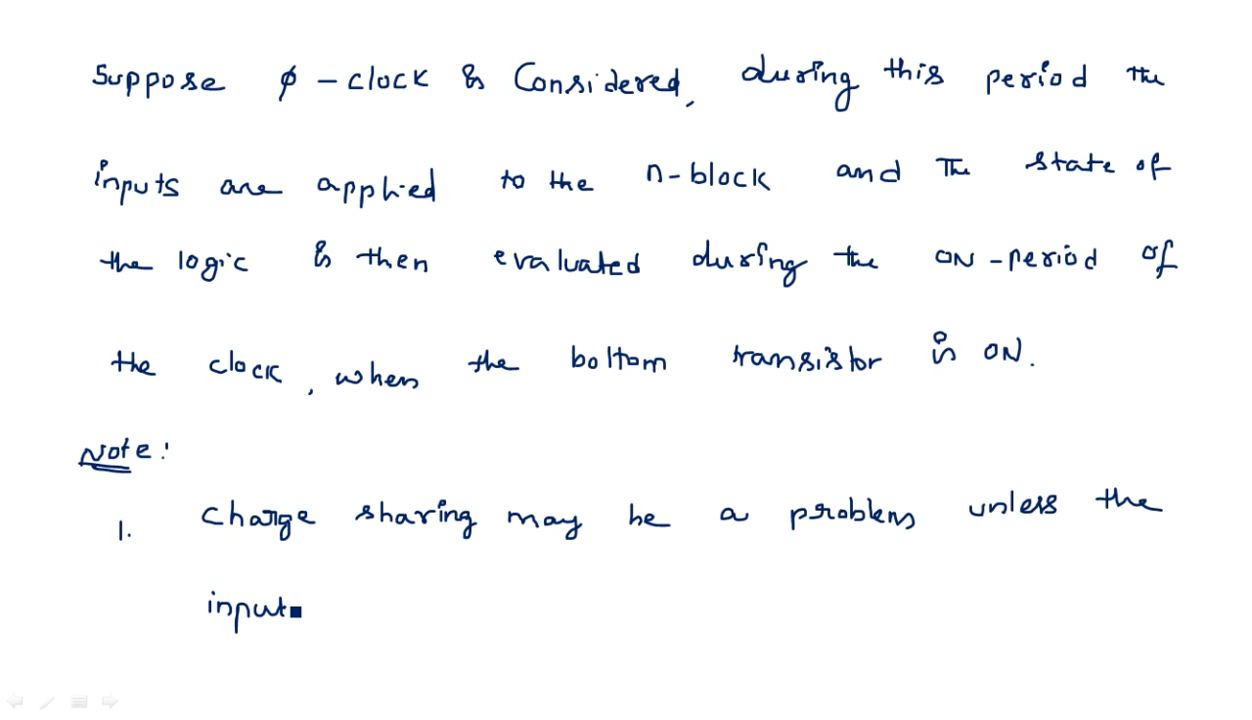 Suppose ϕ - clock is Considered, during this period the
inputs are applied to the n-block and The state of
the logic is then evaluated during the ON-period of
the clock, when the bottom transistor is ON.
Note:
1. Charge sharing may be a problem unless the
input